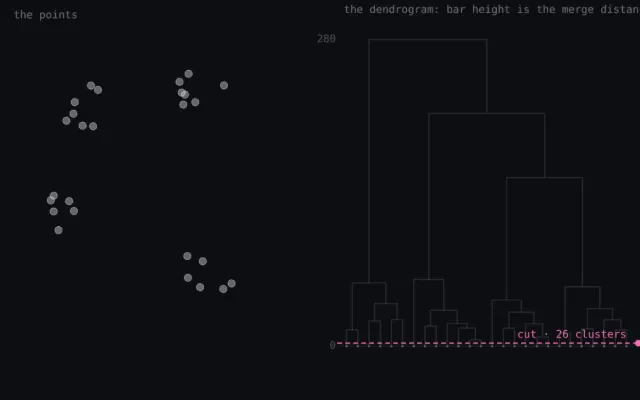 the points
the dendrogram: bar height is the merge distan
280
cut · 26 clusters
0